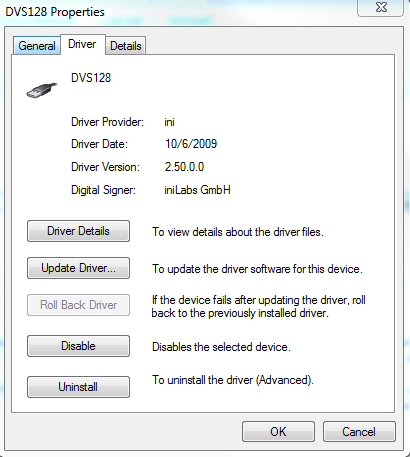 DVS128 Properties
General Driver Details
DVS128
Driver Provider: ini
Driver Date: 10/6/2009
Driver Version: 2.50.0.0
Digital Signer: iniLabs GmbH
Driver Details To view details about the driver files.
Update Driver... To update the driver software for this device.
Roll Back Driver If the device fails after updating the driver, roll
back to the previously installed driver.
Disable Disables the selected device.
Uninstall To uninstall the driver (Advanced).
OK Cancel